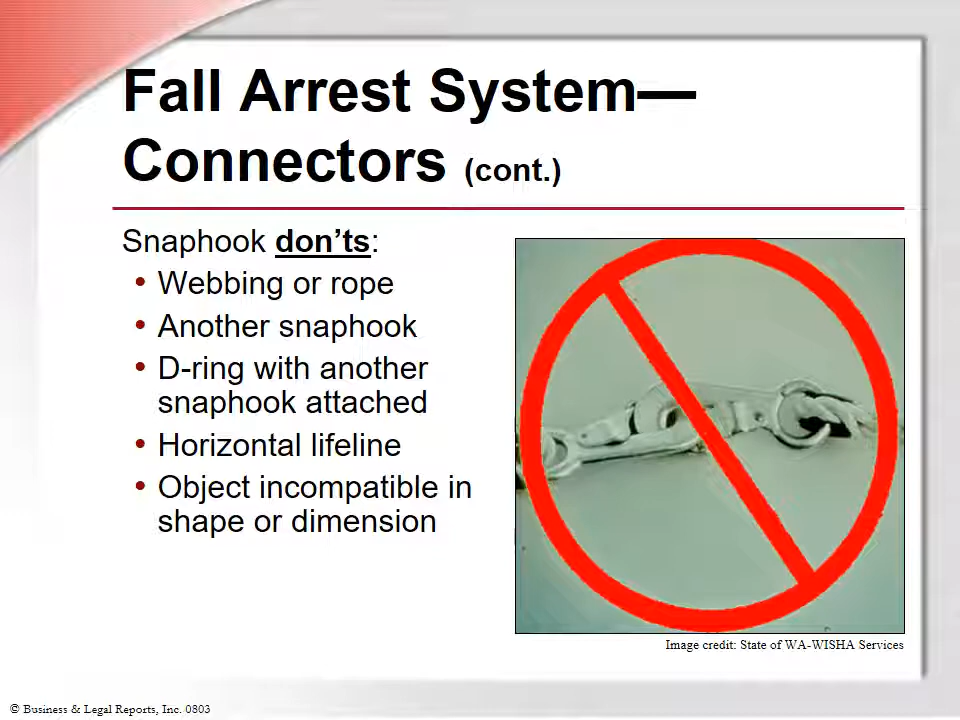 Fall Arrest System—
Connectors (cont.)
Snaphook don’ts:
• Webbing or rope
• Another snaphook
• D-ring with another
snaphook attached
• Horizontal lifeline
• Object incompatible in
shape or dimension
Image credit: State of WA-WISHA Services
© Business & Legal Reports, Inc. 0803